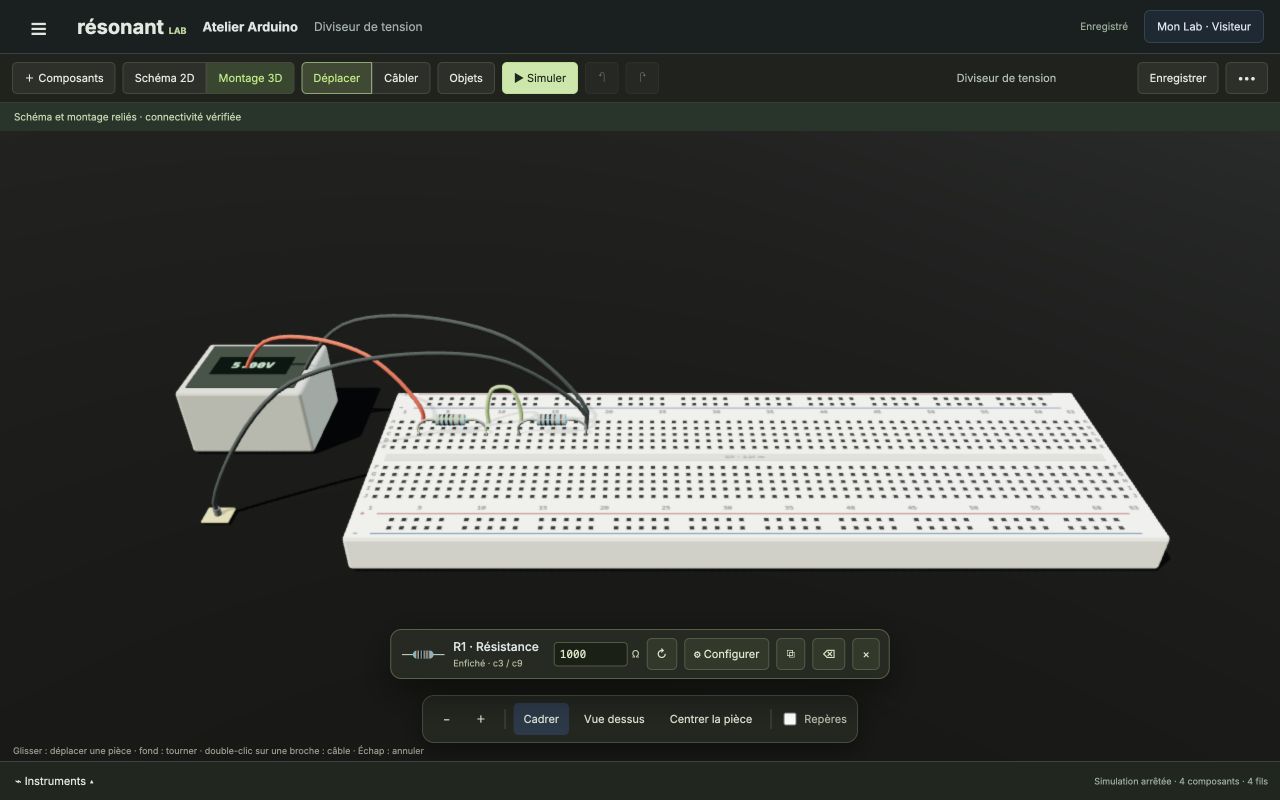 résonant LAB Atelier Arduino Diviseur de tension Enregistré Mon Lab · Visiteur
+ Composants Schéma 2D Montage 3D Déplacer Câbler Objets ▶ Simuler Diviseur de tension Enregistrer •••
Schéma et montage reliés · connectivité vérifiée
5.00V
R1 · Résistance 1000 Ω ⚙ Configurer ×
Enfiché · c3 / c9
− + Cadrer Vue dessus Centrer la pièce Repères
Glisser : déplacer une pièce · fond : tourner · double-clic sur une broche : câble · Échap : annuler
Instruments Simulation arrêtée · 4 composants · 4 fils